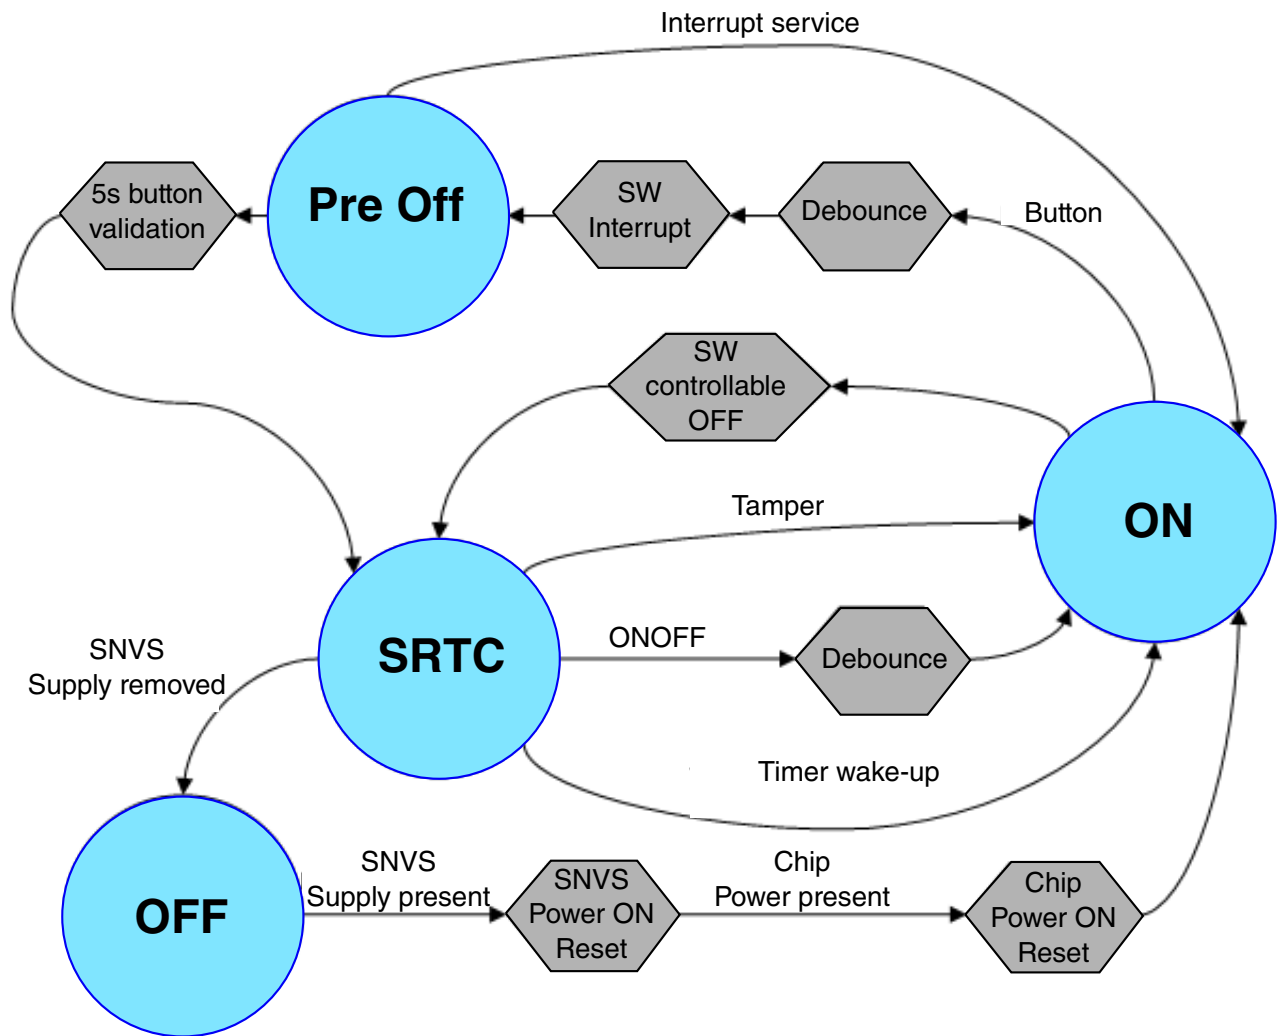 Interrupt service
5s button
validation
Pre Off
SW
Interrupt
Debounce
Button
SW
controllable
OFF
Tamper
ON
SRTC
ONOFF
Debounce
SNVS
Supply removed
Timer wake-up
OFF
SNVS
Supply present
SNVS
Power ON
Reset
Chip
Power present
Chip
Power ON
Reset